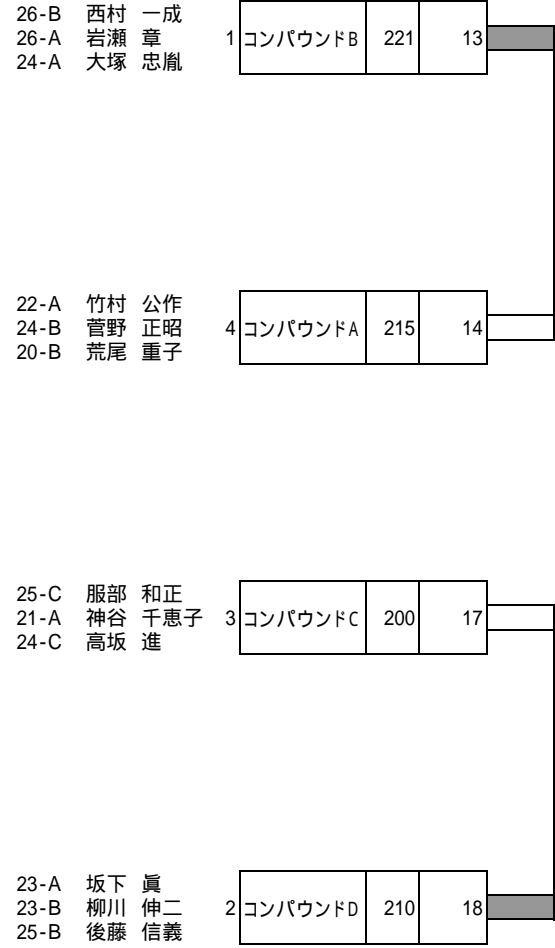 26-B 西村 一成
26-A 岩瀬 章 1 コンパウンドB 221 13
24-A 大塚 忠胤
22-A 竹村 公作
24-B 菅野 正昭 4 コンパウンドA 215 14
20-B 荒尾 重子
25-C 服部 和正
21-A 神谷 千恵子 3 コンパウンドC 200 17
24-C 高坂 進
23-A 坂下 眞
23-B 柳川 伸二 2 コンパウンドD 210 18
25-B 後藤 信義